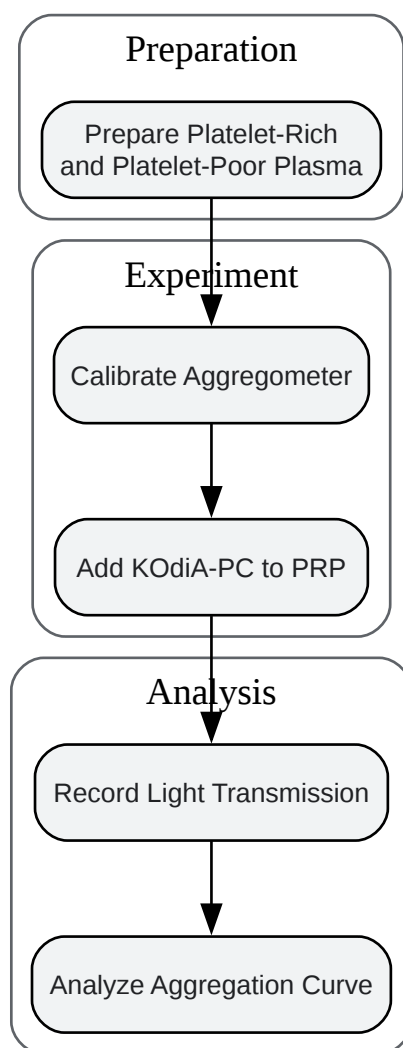 Preparation
Prepare Platelet-Rich
and Platelet-Poor Plasma
Experiment
Calibrate Aggregometer
Add KOdiA-PC to PRP
Analysis
Record Light Transmission
Analyze Aggregation Curve